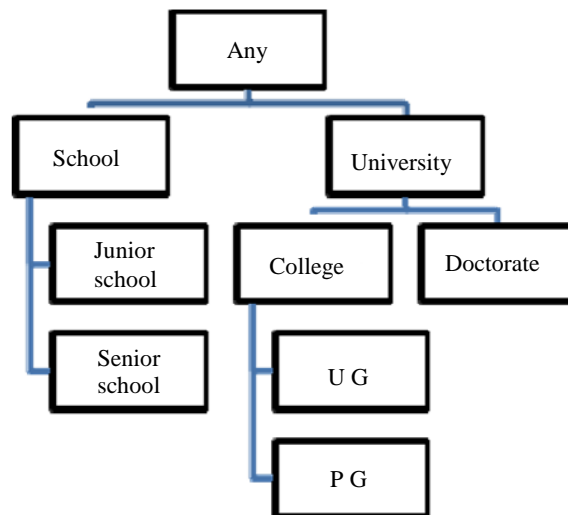 Any
School
University
Junior
school
College
Doctorate
Senior
school
U G
P G